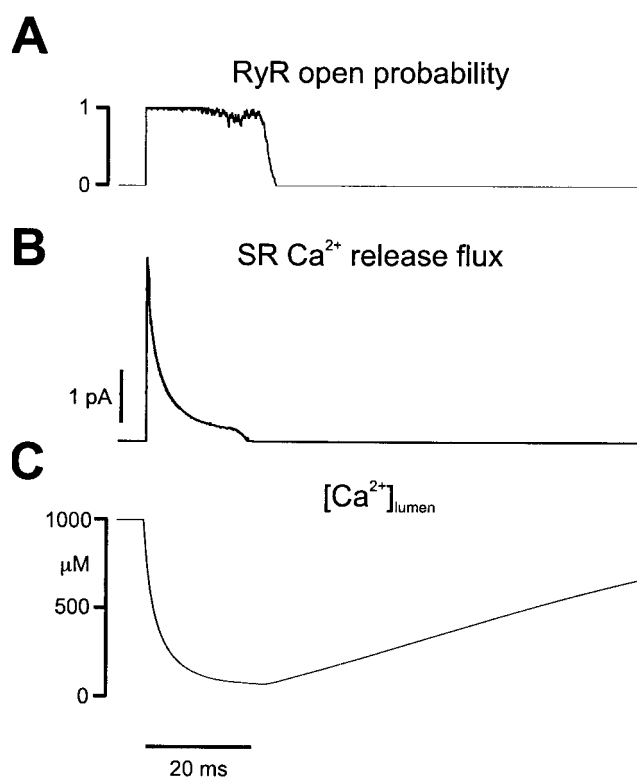 A
RyR open probability
1
0
B
SR Ca²⁺ release flux
1 pA
C
[Ca²⁺]lumen
1000
µM
500
0
20 ms